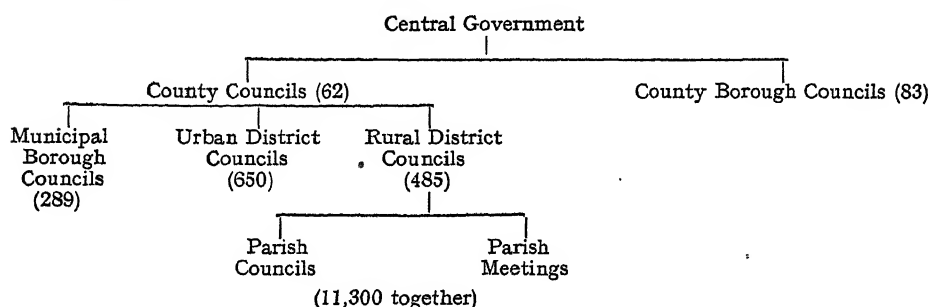 Central Government
County Councils (62)
County Borough Councils (83)
Municipal
Borough
Councils
(289)
Urban District
Councils
(650)
Rural District
Councils
(485)
Parish
Councils
Parish
Meetings
(11,300 together)